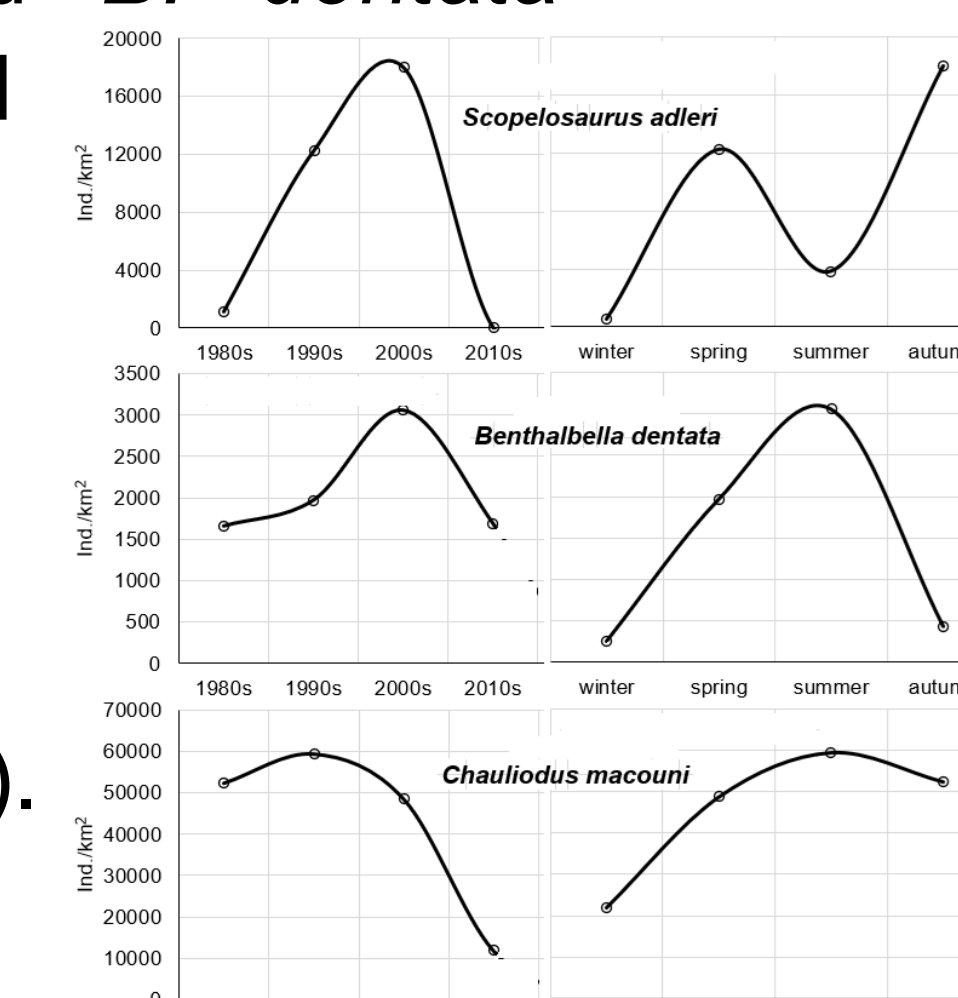 dentata
20000
16000
12000
8000
4000
0
Ind./km²
Scopelosaurus adleri
1980s 1990s 2000s 2010s
winter spring summer
3500
3000
2500
2000
1500
1000
500
0
Ind./km²
Benthalbella dentata
1980s 1990s 2000s 2010s
winter spring summer
70000
60000
50000
40000
30000
20000
10000
0
Ind./km²
Chauliodus macouni
).